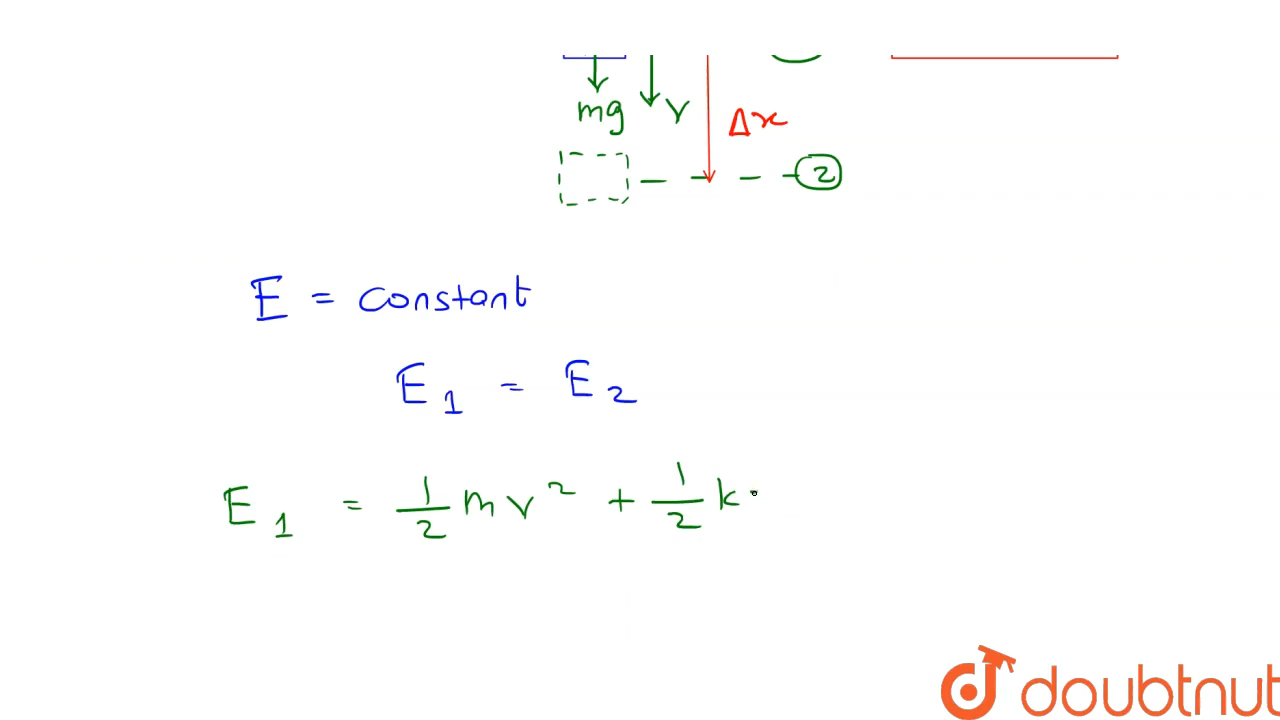 mg v Δx
2
E = constant
E₁ = E₂
E₁ = 1/2 mv² + 1/2 k
doubtnut